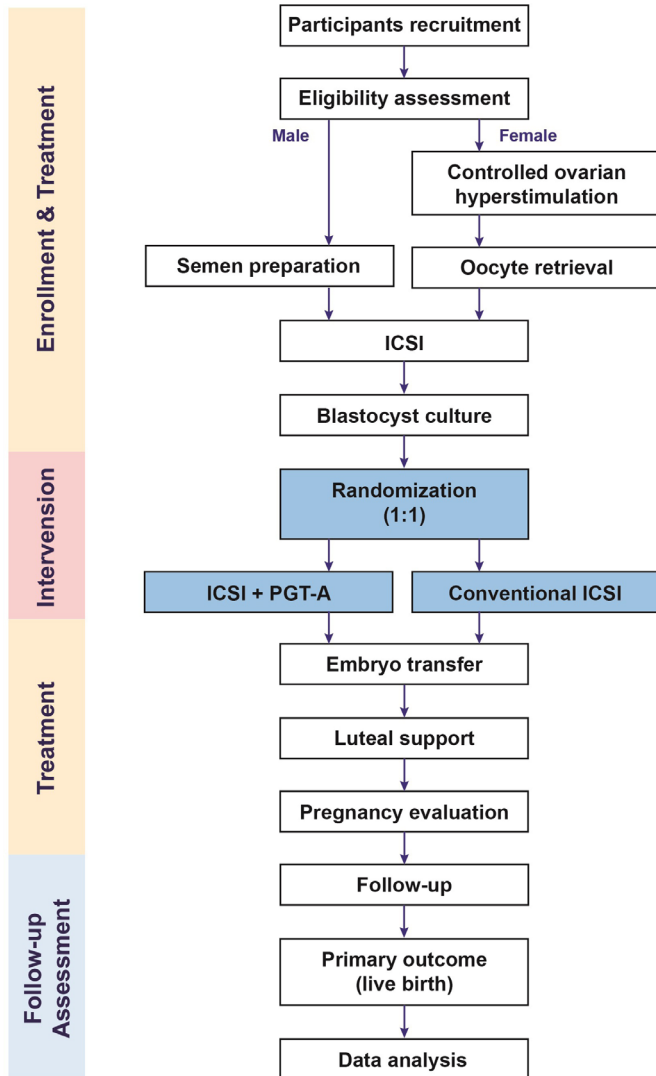 Enrollment & Treatment
Participants recruitment
Eligibility assessment
Male
Female
Controlled ovarian
hyperstimulation
Semen preparation
Oocyte retrieval
ICSI
Blastocyst culture
Intervension
Randomization
(1:1)
ICSI + PGT-A
Conventional ICSI
Treatment
Embryo transfer
Luteal support
Pregnancy evaluation
Follow-up
Assessment
Follow-up
Primary outcome
(live birth)
Data analysis